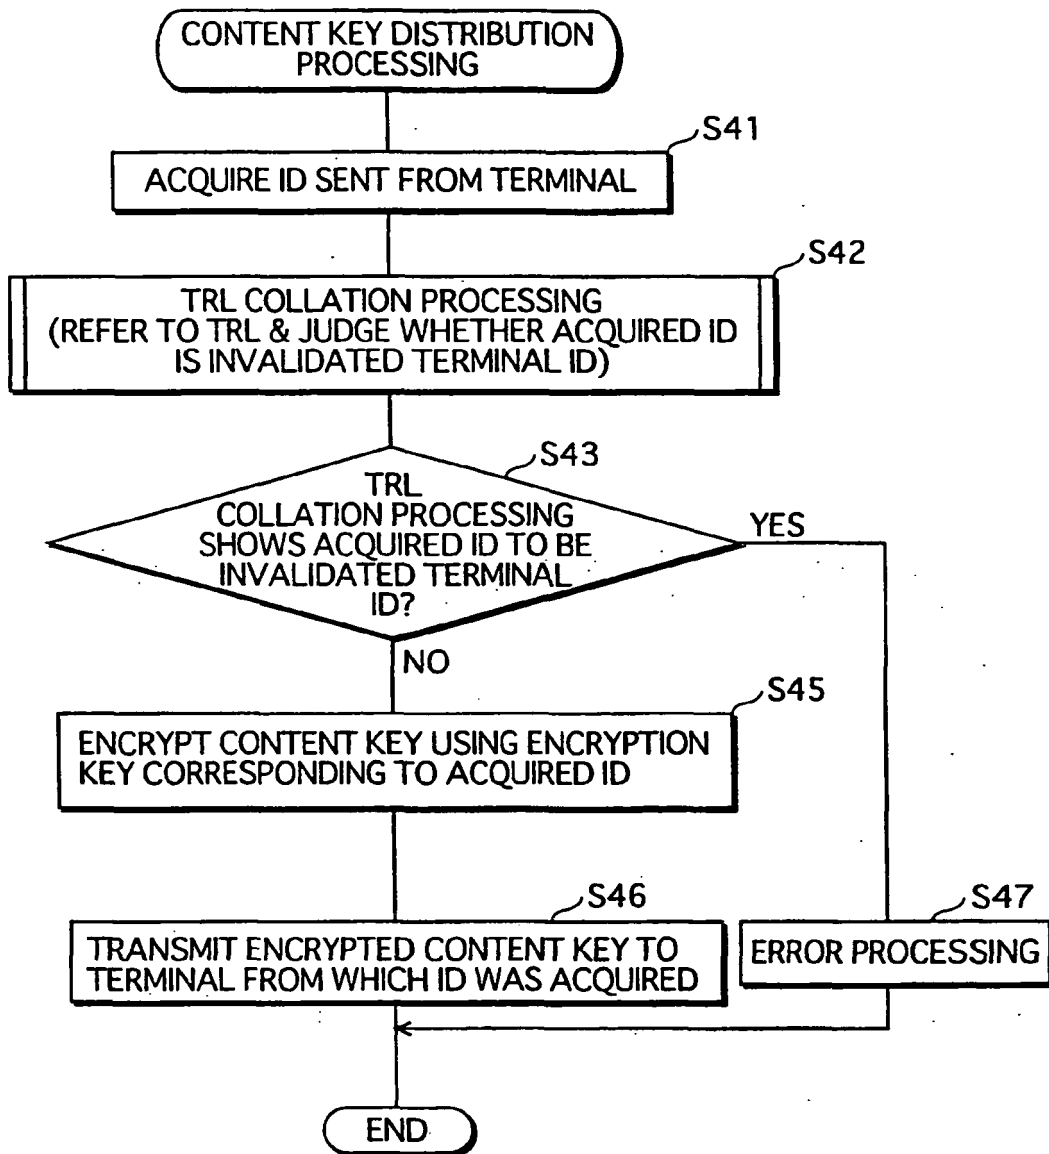 CONTENT KEY DISTRIBUTION
PROCESSING
S41
ACQUIRE ID SENT FROM TERMINAL
S42
TRL COLLATION PROCESSING
(REFER TO TRL & JUDGE WHETHER ACQUIRED ID
IS INVALIDATED TERMINAL ID)
S43
TRL
COLLATION PROCESSING
SHOWS ACQUIRED ID TO BE
INVALIDATED TERMINAL
ID?
YES
NO
S45
ENCRYPT CONTENT KEY USING ENCRYPTION
KEY CORRESPONDING TO ACQUIRED ID
S46
TRANSMIT ENCRYPTED CONTENT KEY TO
TERMINAL FROM WHICH ID WAS ACQUIRED
S47
ERROR PROCESSING
END